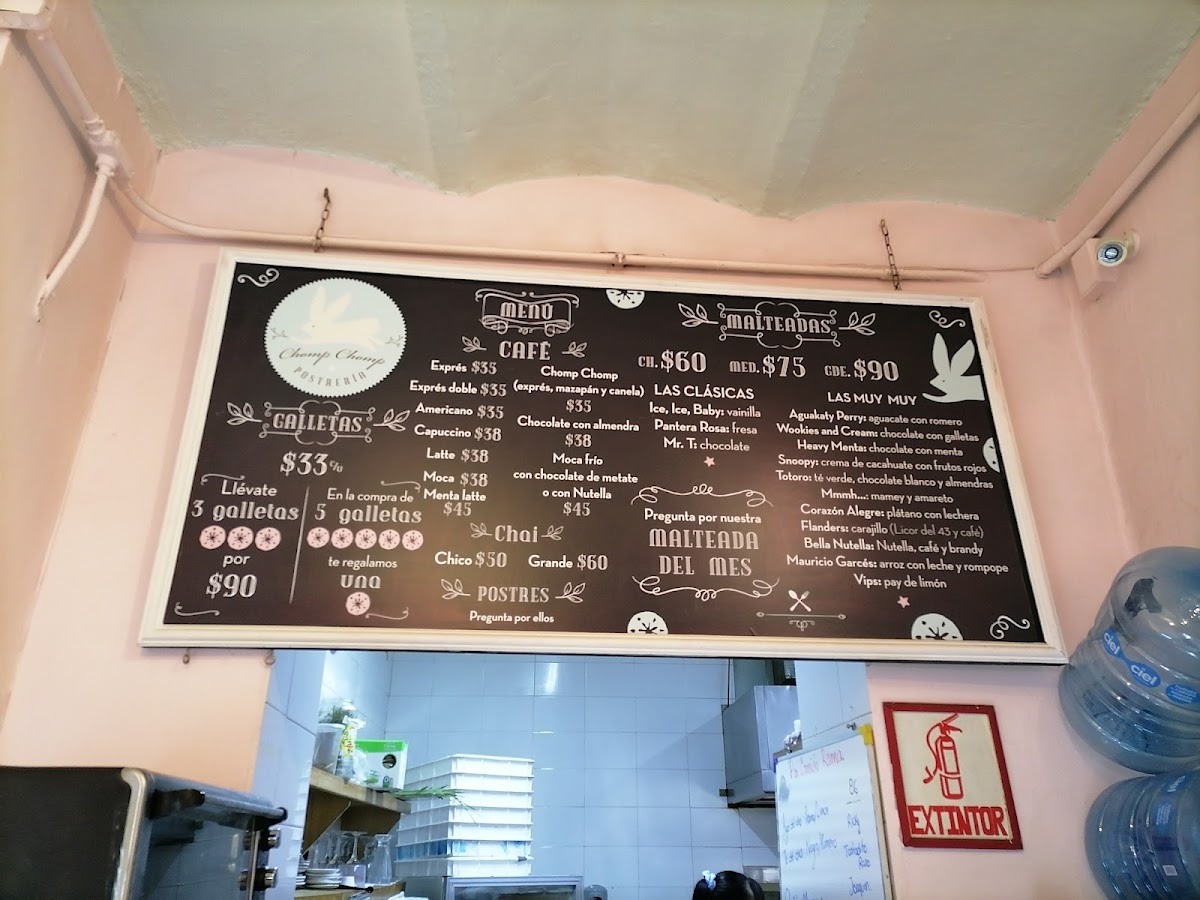 Chomp Chomp
POSTRERÍA
GALLETAS
$33 c/u
Llévate
3 galletas
por
$90
En la compra de
5 galletas
te regalamos
una
MENÚ
CAFÉ
Exprés $35
Exprés doble $35
Americano $35
Capuccino $38
Latte $38
Moca $38
Menta latte
$45
Chomp Chomp
(exprés, mazapán y canela)
$35
Chocolate con almendra
$38
Moca frío
con chocolate de metate
o con Nutella
$45
Chai
Chico $50 Grande $60
POSTRES
Pregunta por ellos
MALTEADAS
CH. $60 MED. $75 GDE. $90
LAS CLÁSICAS
Ice, Ice, Baby: vainilla
Pantera Rosa: fresa
Mr. T: chocolate
Pregunta por nuestra
MALTEADA
DEL MES
LAS MUY MUY
Aguakaty Perry: aguacate con romero
Wookies and Cream: chocolate con galletas
Heavy Menta: chocolate con menta
Snoopy: crema de cacahuate con frutos rojos
Totoro: té verde, chocolate blanco y almendras
Mmmh...: mamey y amareto
Corazón Alegre: plátano con lechera
Flanders: carajillo (Licor del 43 y café)
Bella Nutella: Nutella, café y brandy
Mauricio Garcés: arroz con leche y rompope
Vips: pay de limón
EXTINTOR
ciel
ciel